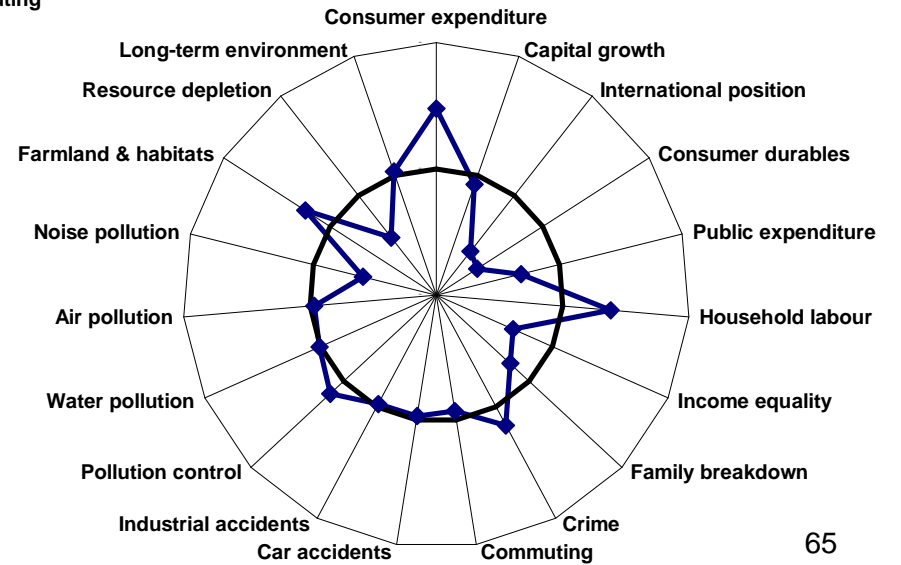 Consumer expenditure
Long-term environment
Capital growth
Resource depletion
International position
Farmland & habitats
Consumer durables
Noise pollution
Public expenditure
Air pollution
Household labour
Water pollution
Income equality
Pollution control
Family breakdown
Industrial accidents
Crime
Car accidents
Commuting
65